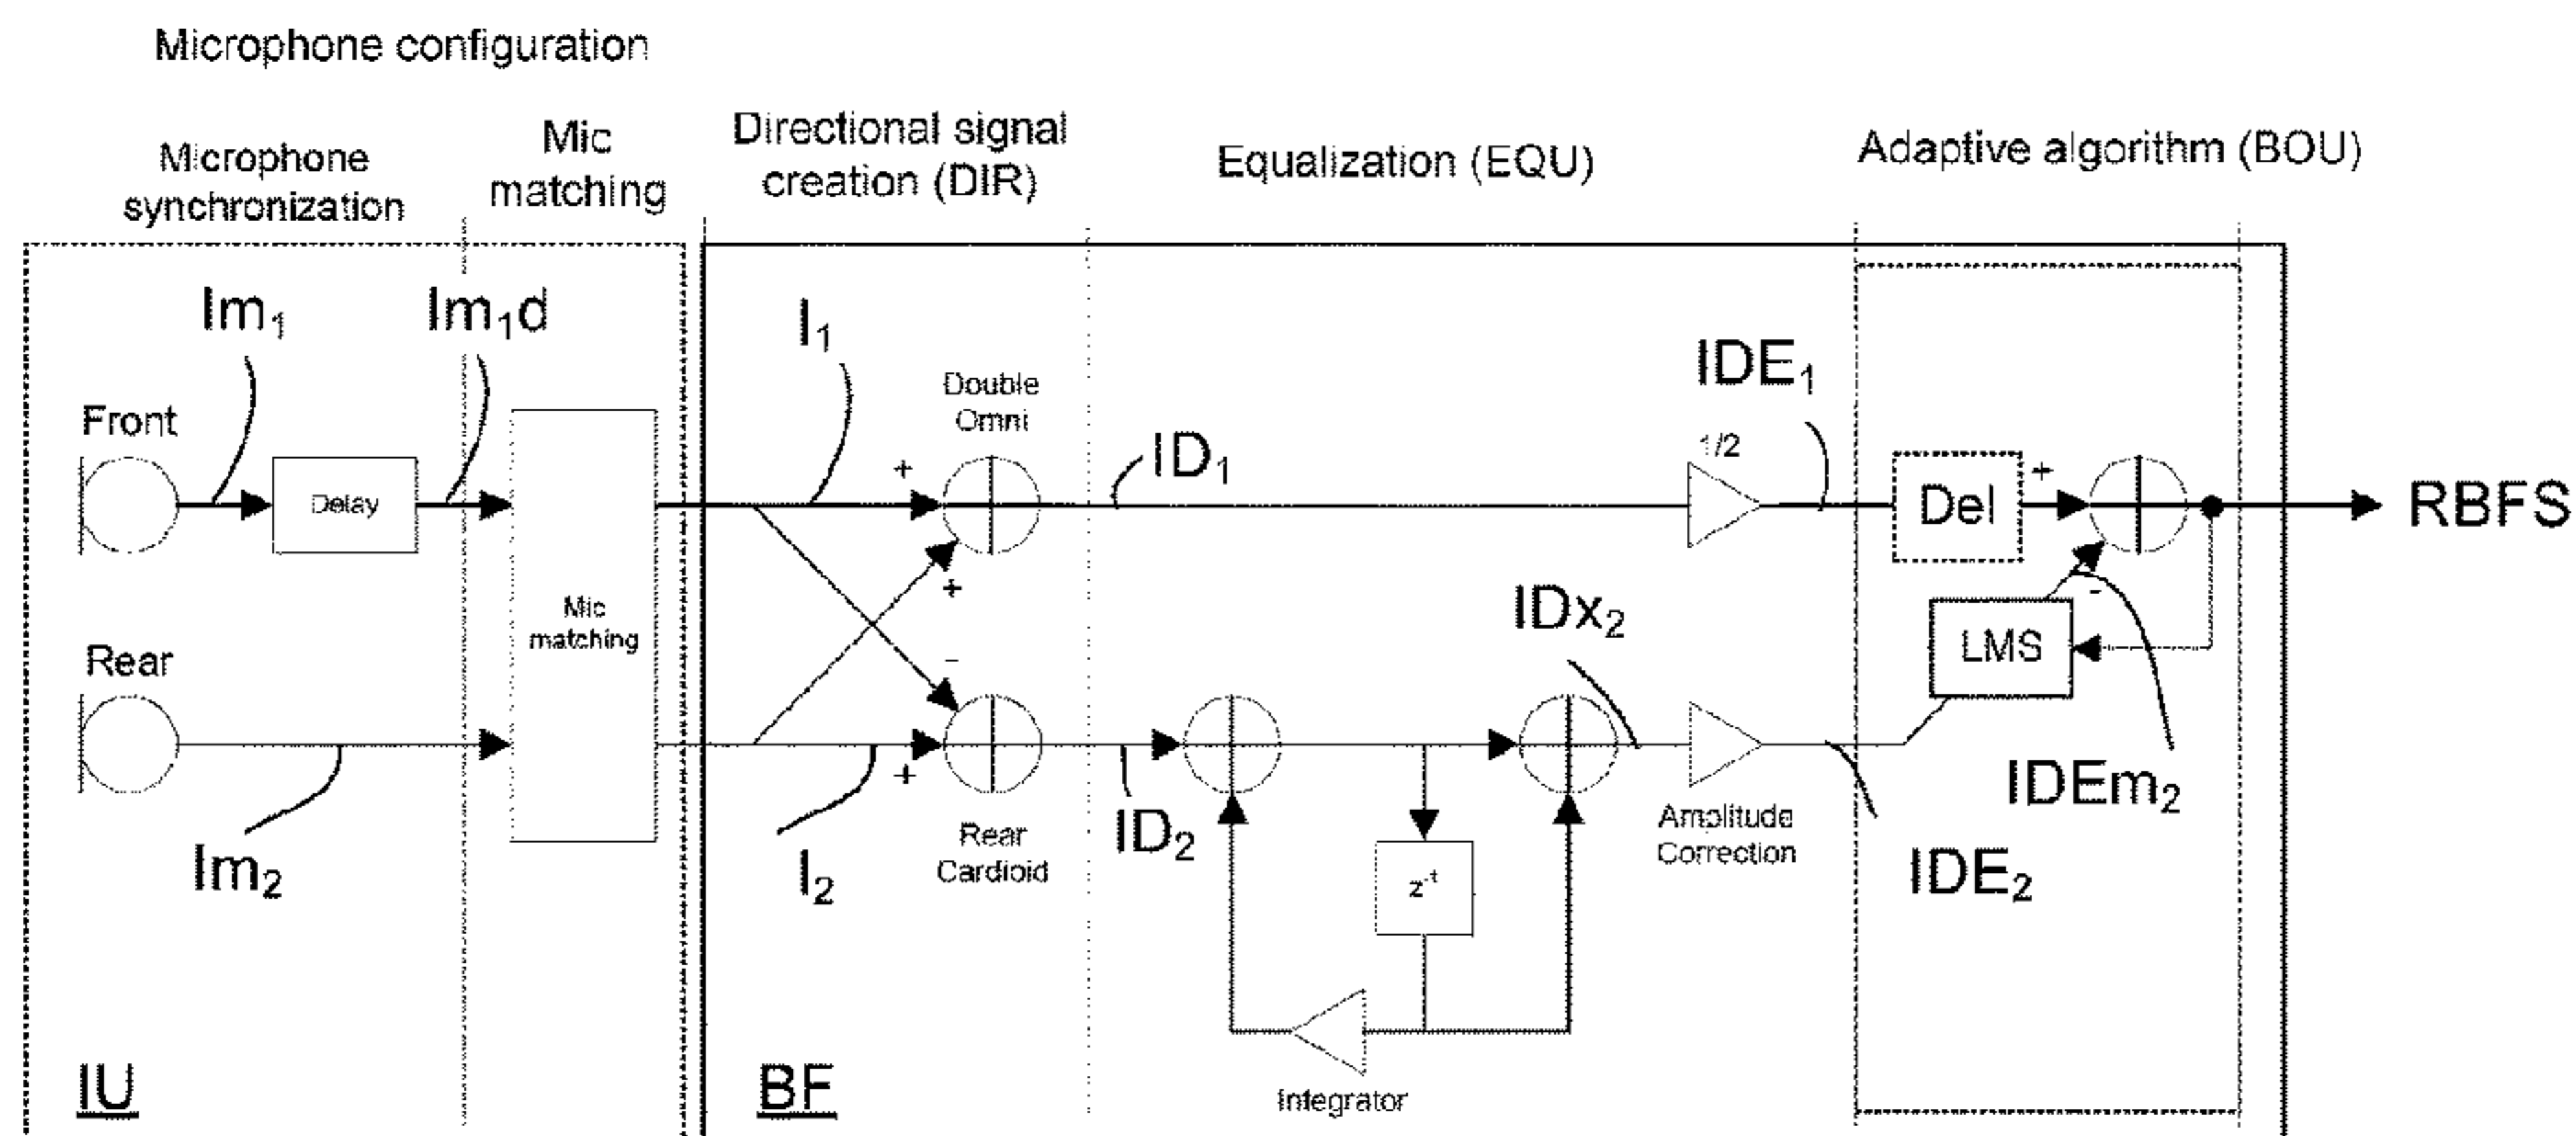 Microphone configuration
Microphone
synchronization
Mic
matching
Directional signal
creation (DIR)
Equalization (EQU)
Adaptive algorithm (BOU)
Im₁
Im₁d
I₁
Double
Omni
IDE₁
1/2
Front
Delay
+
ID₁
Del
+
RBFS
+
Mic
matching
IDx₂
-
LMS
Rear
-
+
Im₂
I₂
Rear
Cardioid
ID₂
z⁻¹
Amplitude
Correction
IDEm₂
IDE₂
Integrator
IU
BF